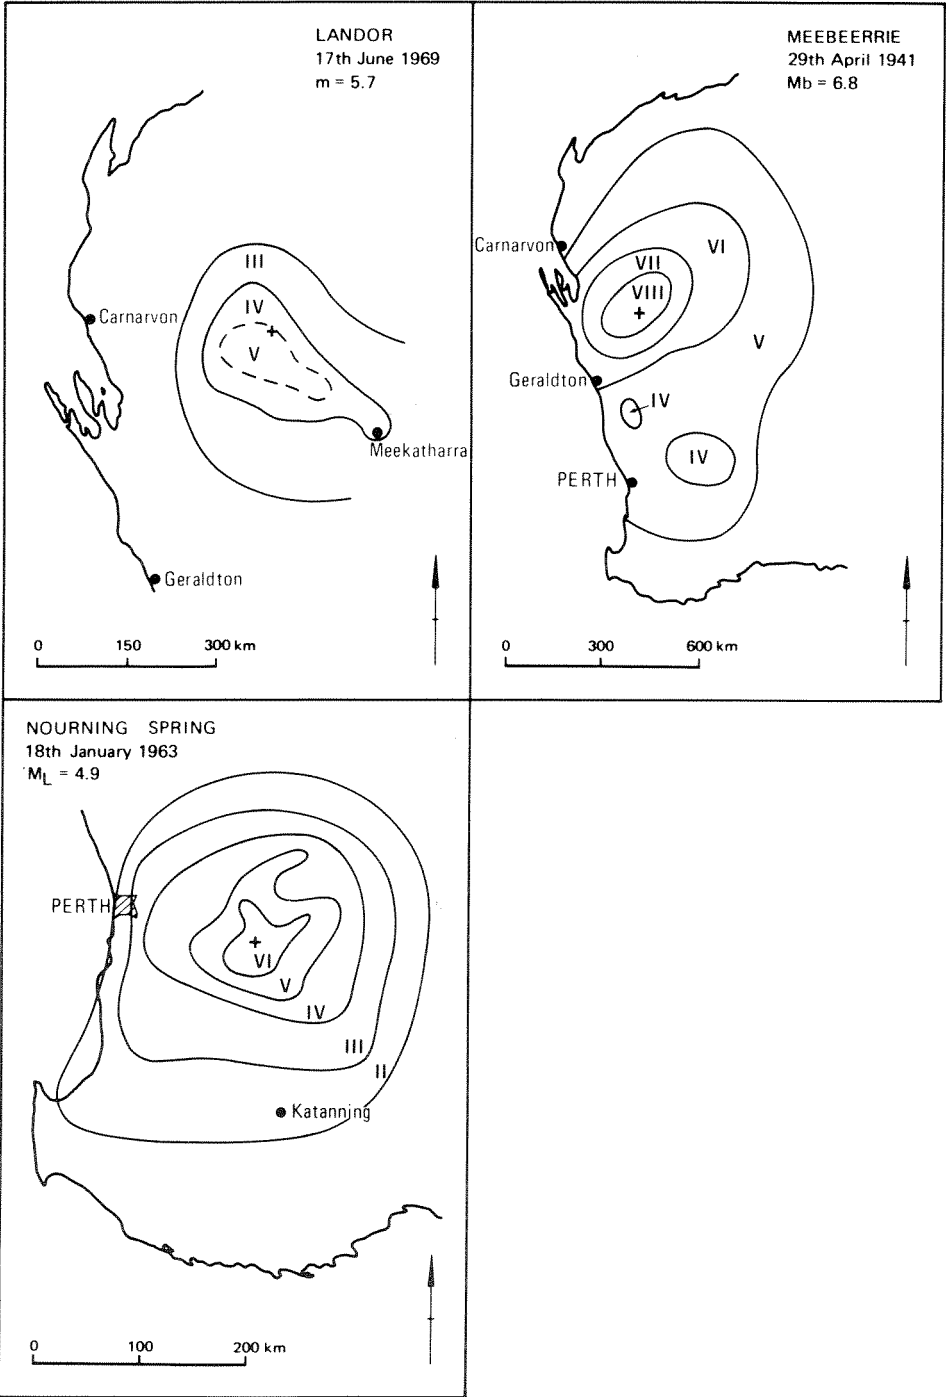 LANDOR
17th June 1969
m = 5.7
III
IV
V
Carnarvon
Meekatharra
Geraldton
0 150 300 km
MEEBEERRIE
29th April 1941
Mb = 6.8
Carnarvon
VI
VII
VIII
V
Geraldton
IV
IV
PERTH
0 300 600 km
NOURNING SPRING
18th January 1963
ML = 4.9
PERTH
VI
V
IV
III
II
Katanning
0 100 200 km